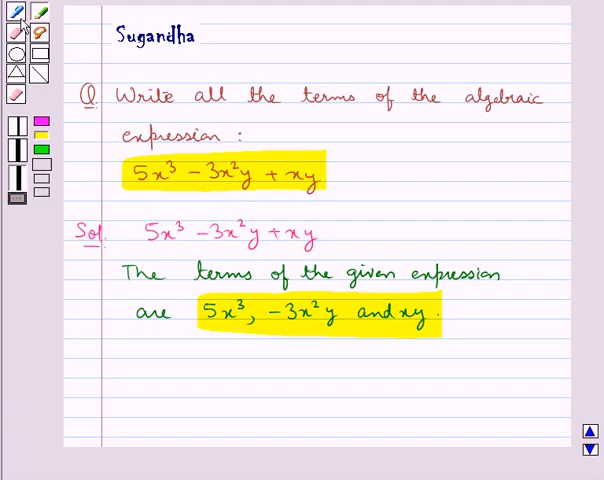 Sugandha
Q. Write all the terms of the algebraic
expression :
5x³ - 3x²y + xy
Sol. 5x³ - 3x²y + xy
The terms of the given expression
are 5x³, -3x²y and xy.